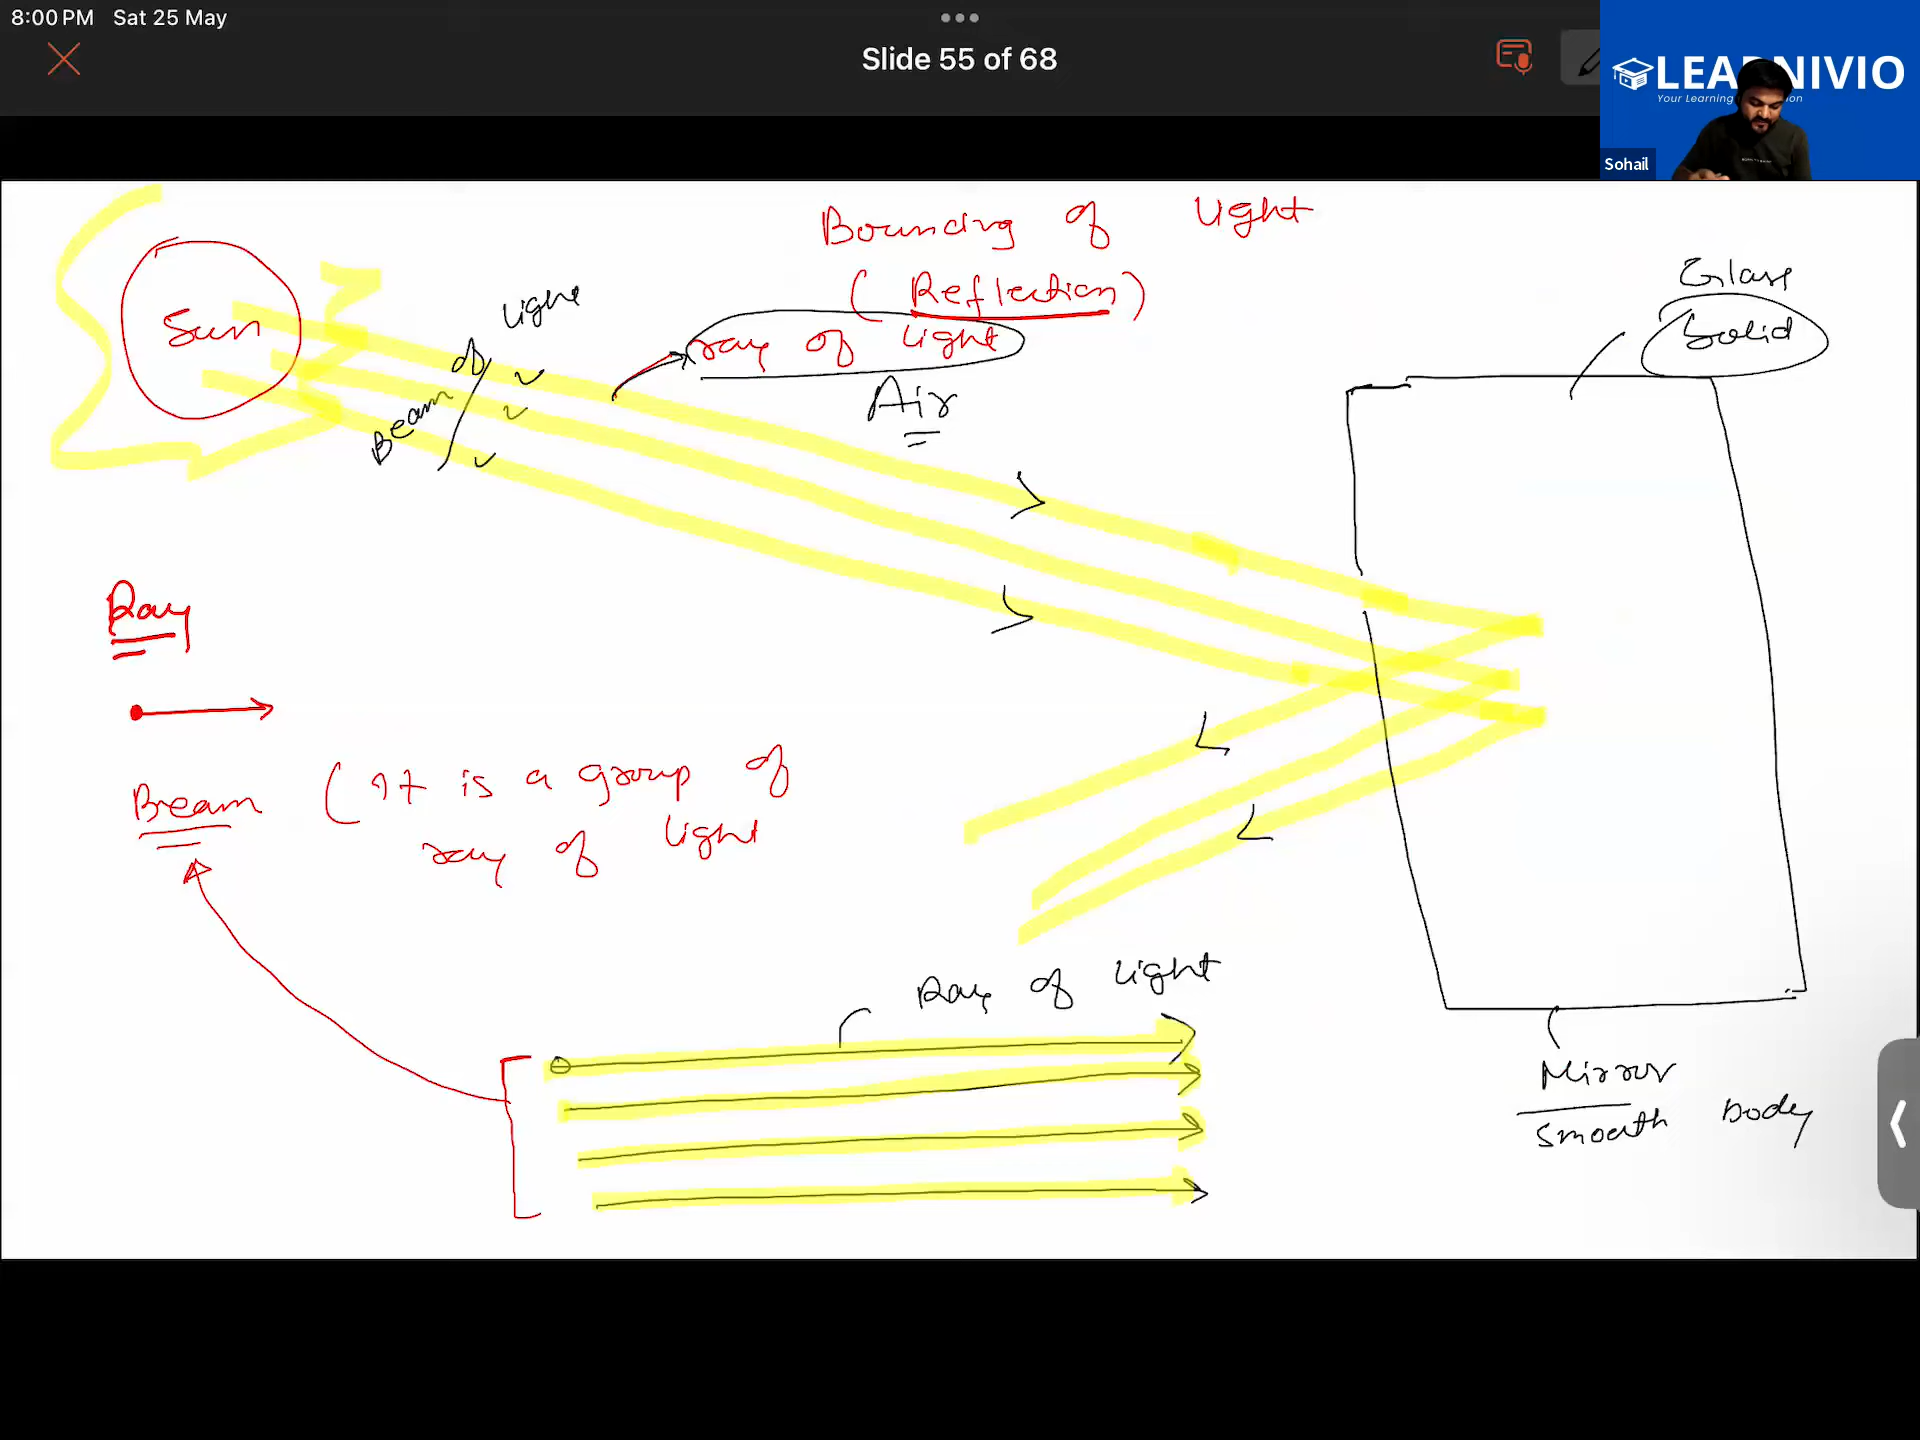 8:00 PM Sat 25 May
Slide 55 of 68
LEARNIVIO
Your Learning
Sohail
Bouncing of light
(Reflection)
Sun
light
ray of light
of
Beam
Air
Glass
Solid
Ray
Beam (It is a group of
ray of light
Ray of light
Mirror
smooth body